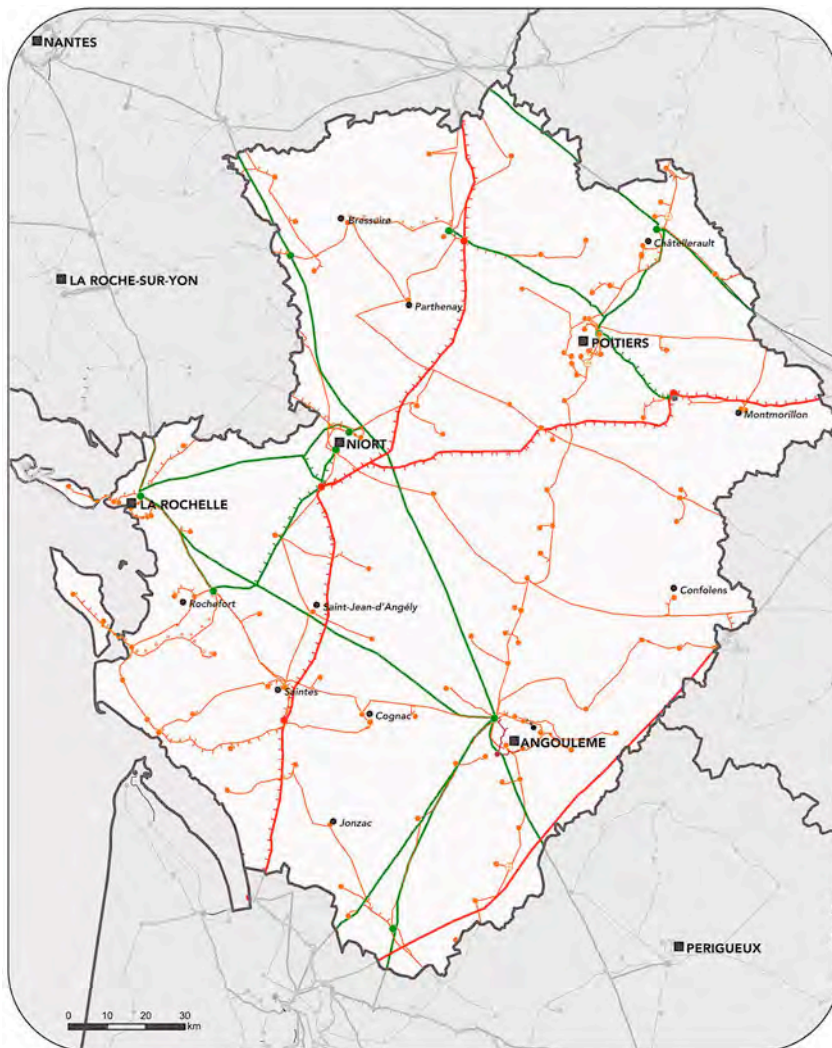 NANTES
Bressuire
Châtellerault
LA ROCHE-SUR-YON
Parthenay
POITIERS
Montmorillon
NIORT
LA ROCHELLE
Confolens
Rochefort
Saint-Jean-d'Angély
Saintes
Cognac
ANGOULEME
Jonzac
PERIGUEUX
0 10 20 30
km